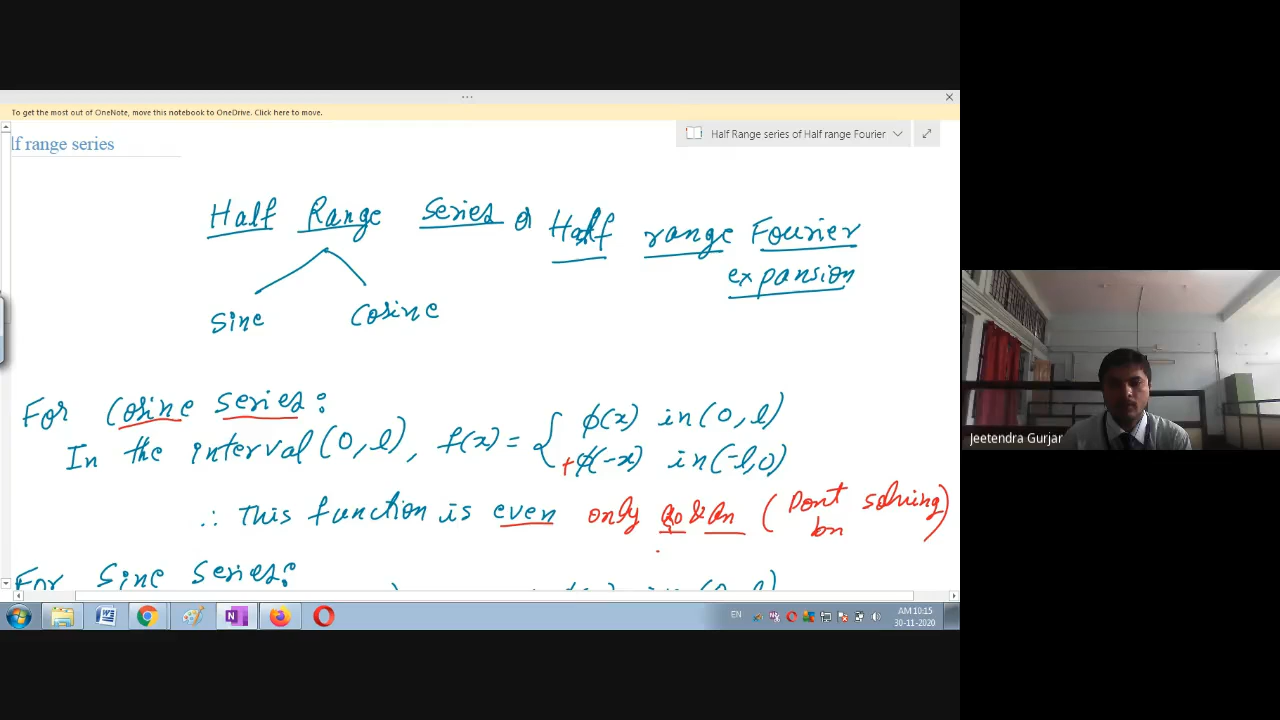 To get the most out of OneNote, move this notebook to OneDrive. Click here to move.
lf range series
Half Range series of Half range Fourier
Half Range series or Half range Fourier
expansion
Sine Cosine
For Cosine series:
In the interval (0, l), f(x) = { φ(x) in (0, l)
+φ(-x) in (-l, 0)
∴ This function is even only a0 & an (Dont solving
bn)
For Sine series:
in (0, l)
Jeetendra Gurjar
EN
AM 10:15
30-11-2020